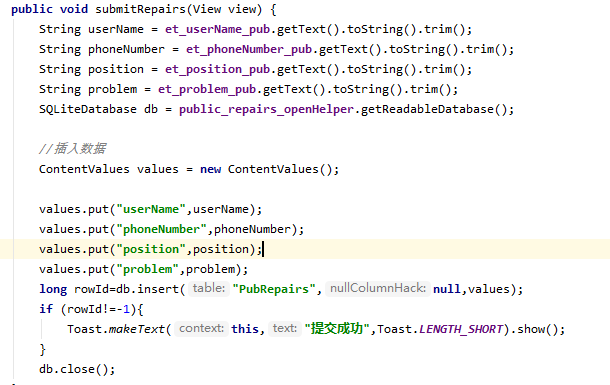 public void submitRepairs(View view) {
String userName = et_userName_pub.getText().toString().trim();
String phoneNumber = et_phoneNumber_pub.getText().toString().trim();
String position = et_position_pub.getText().toString().trim();
String problem = et_problem_pub.getText().toString().trim();
SQLiteDatabase db = public_repairs_openHelper.getReadableDatabase();
//插入数据
ContentValues values = new ContentValues();
values.put("userName",userName);
values.put("phoneNumber",phoneNumber);
values.put("position",position);
values.put("problem",problem);
long rowId=db.insert( table: "PubRepairs", nullColumnHack: null,values);
if (rowId!=-1){
Toast.makeText( context: this, text: "提交成功",Toast.LENGTH_SHORT).show();
}
db.close();